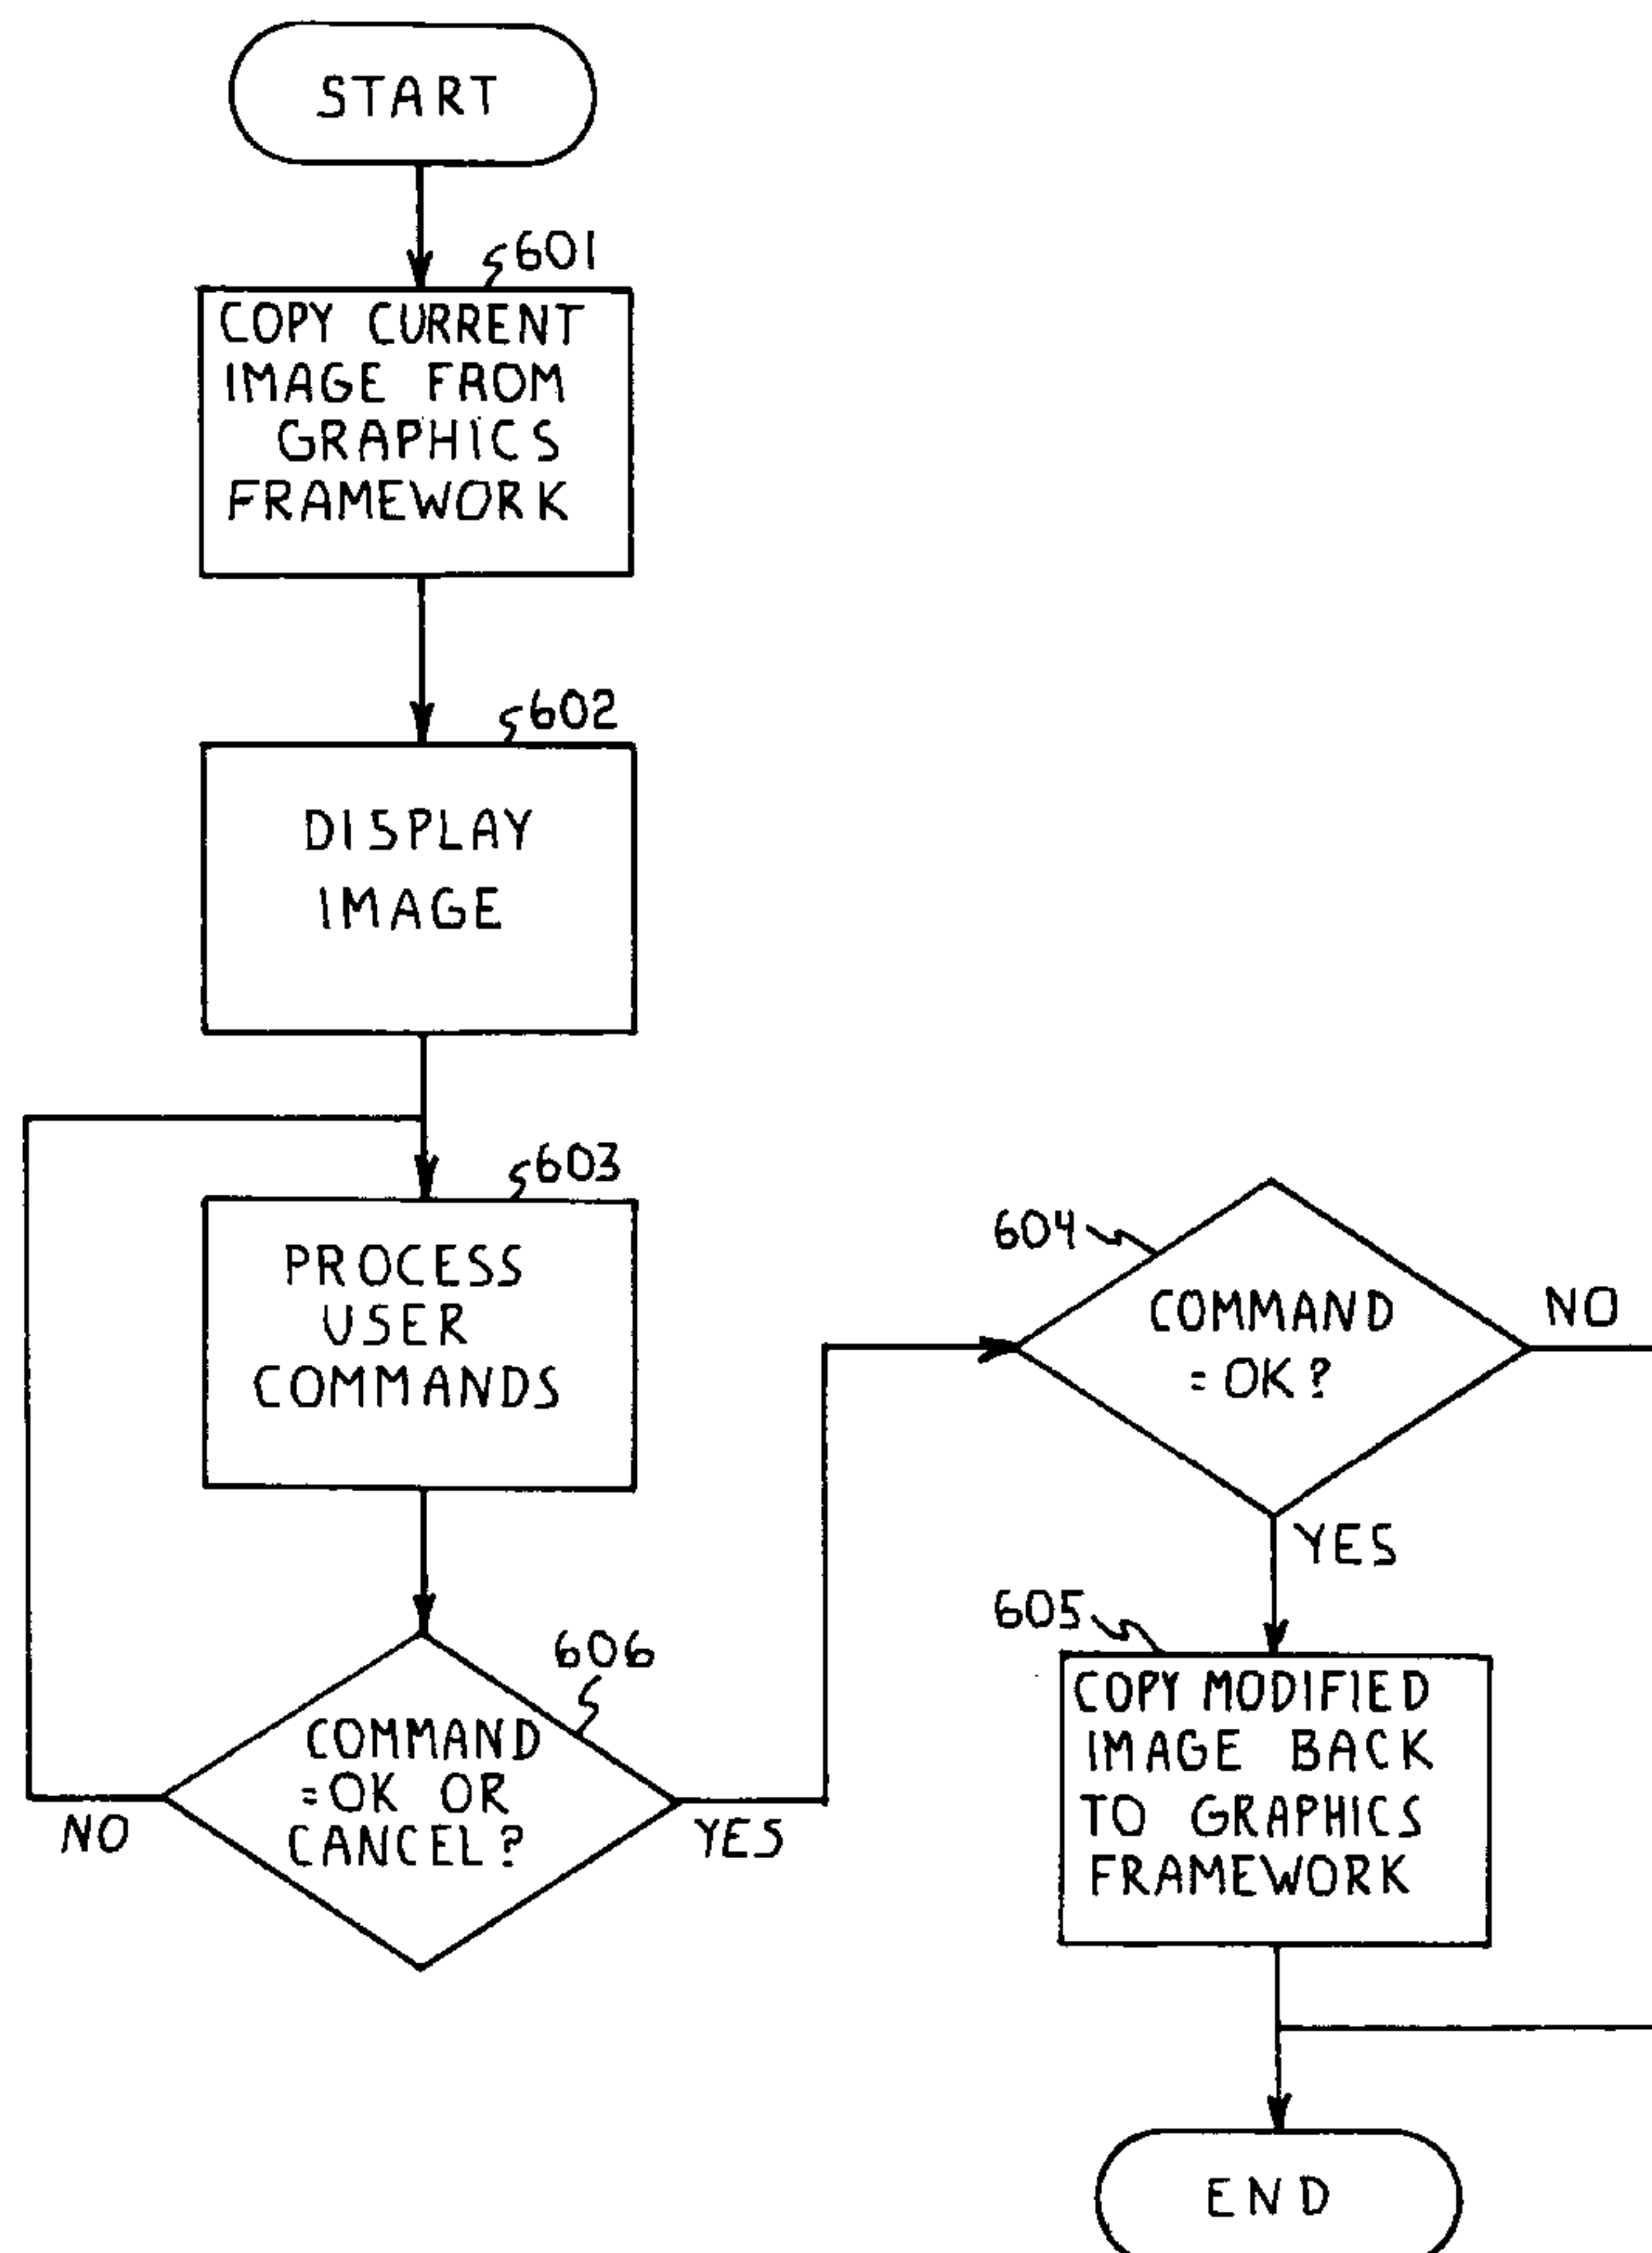 START
601
COPY CURRENT
IMAGE FROM
GRAPHICS
FRAMEWORK
602
DISPLAY
IMAGE
603
PROCESS
USER
COMMANDS
606
COMMAND
=OK OR
CANCEL?
NO
YES
604
COMMAND
=OK?
NO
YES
605
COPY MODIFIED
IMAGE BACK
TO GRAPHICS
FRAMEWORK
END